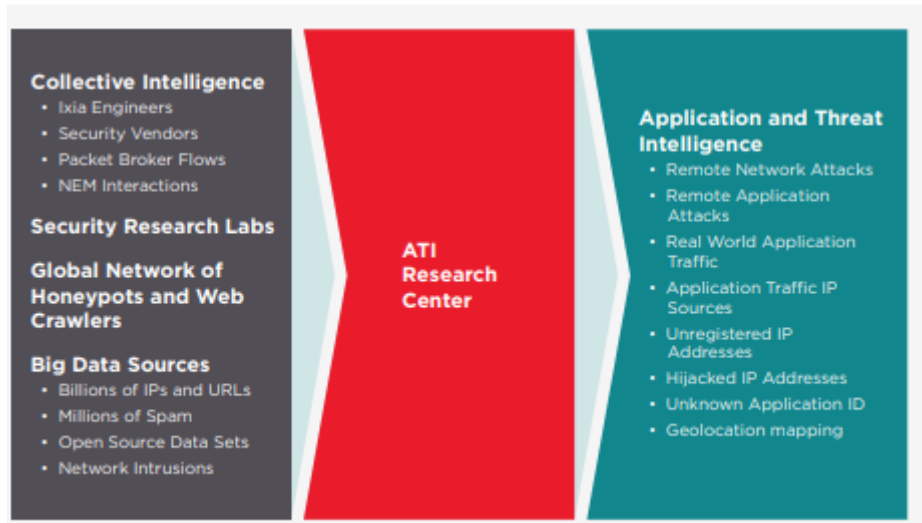 Collective Intelligence
• Ixia Engineers
• Security Vendors
• Packet Broker Flows
• NEM Interactions
Security Research Labs
Global Network of
Honeypots and Web
Crawlers
Big Data Sources
• Billions of IPs and URLs
• Millions of Spam
• Open Source Data Sets
• Network Intrusions
ATI
Research
Center
Application and Threat
Intelligence
• Remote Network Attacks
• Remote Application
Attacks
• Real World Application
Traffic
• Application Traffic IP
Sources
• Unregistered IP
Addresses
• Hijacked IP Addresses
• Unknown Application ID
• Geolocation mapping